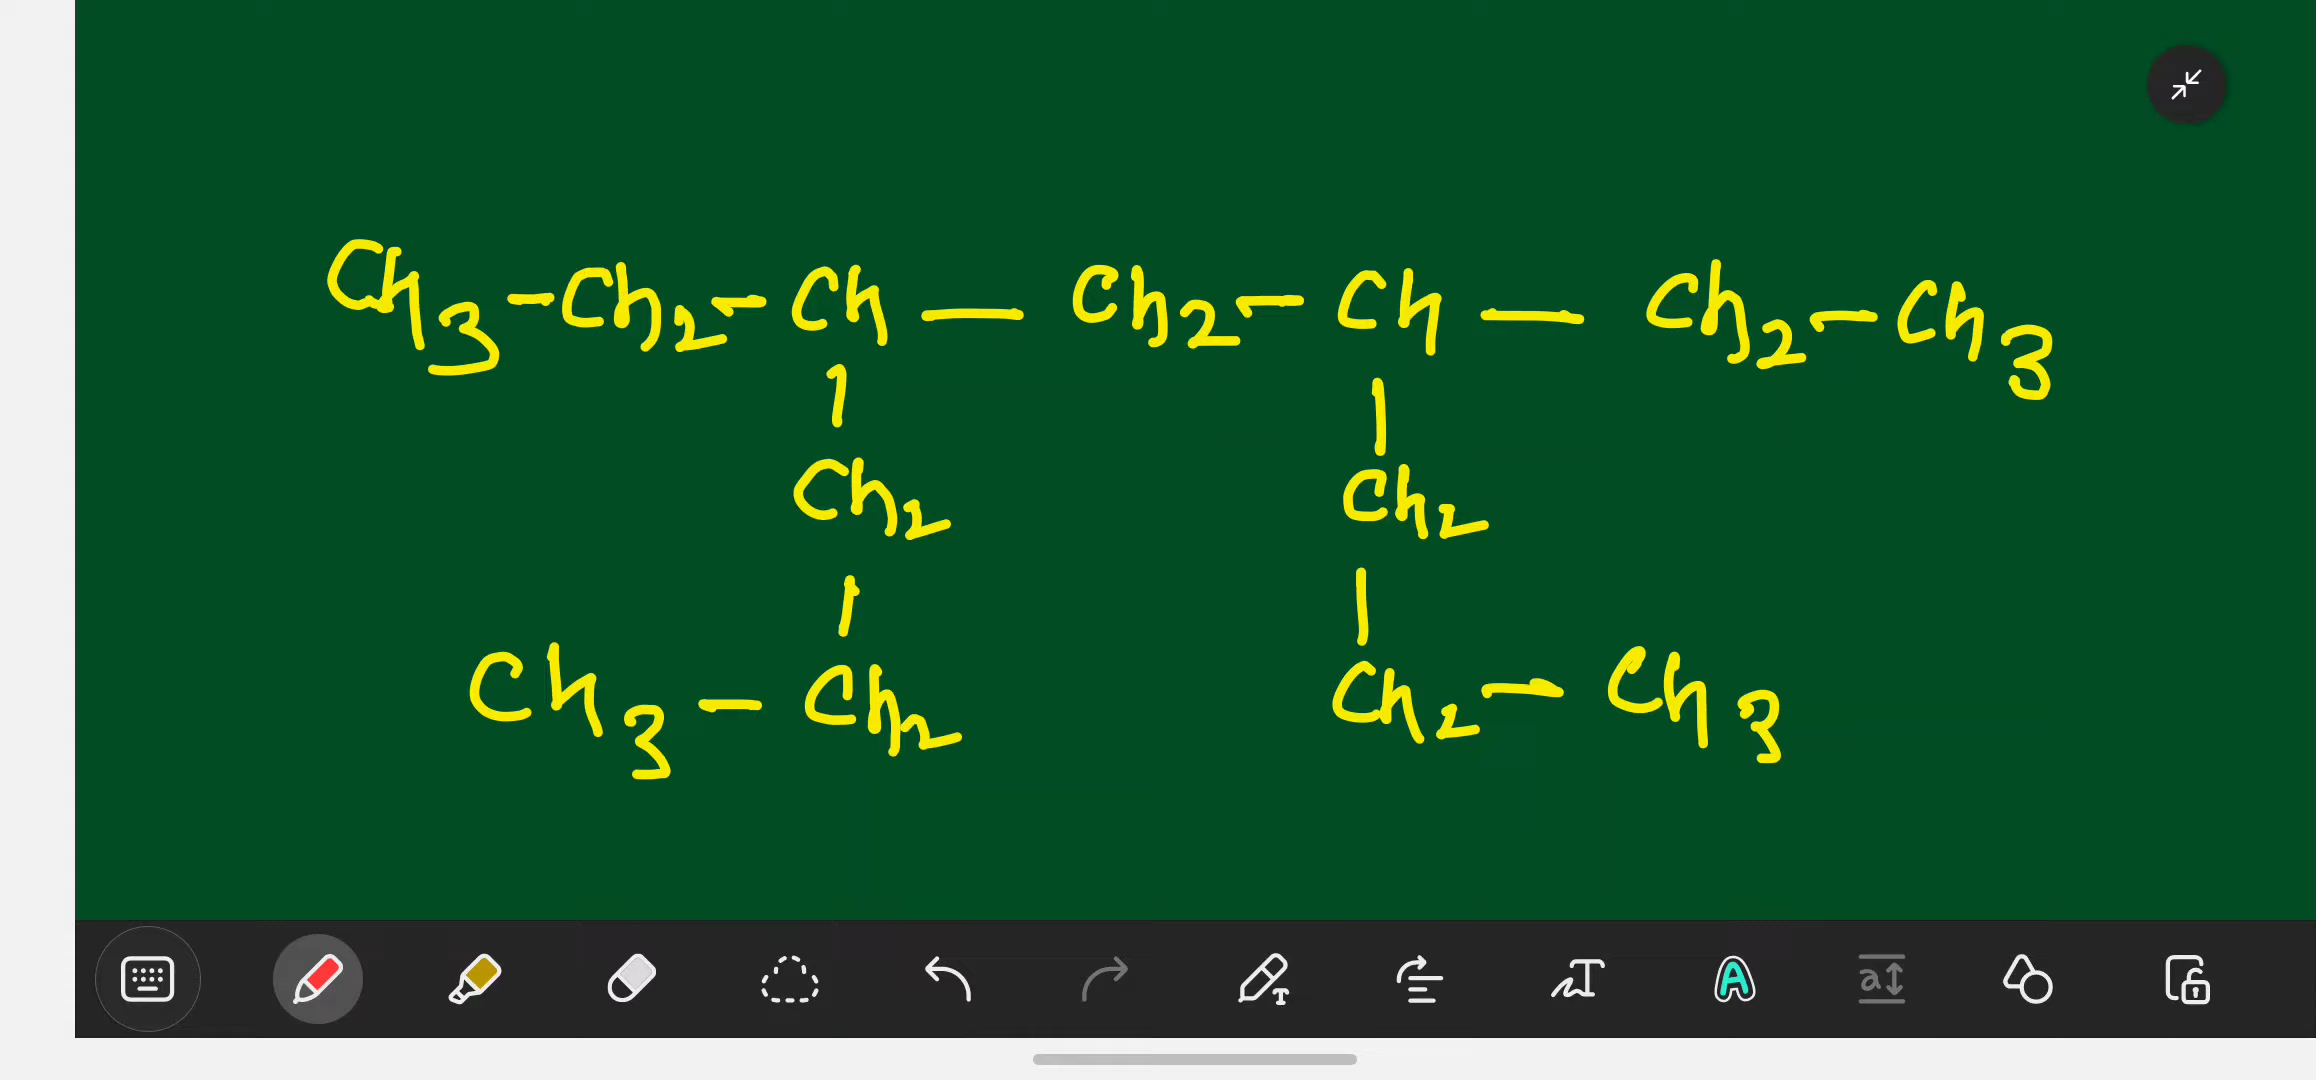 Ch3-Ch2-Ch-Ch2-Ch-Ch2-Ch3
| |
Ch2 Ch2
| |
Ch3-Ch2 Ch2-Ch3